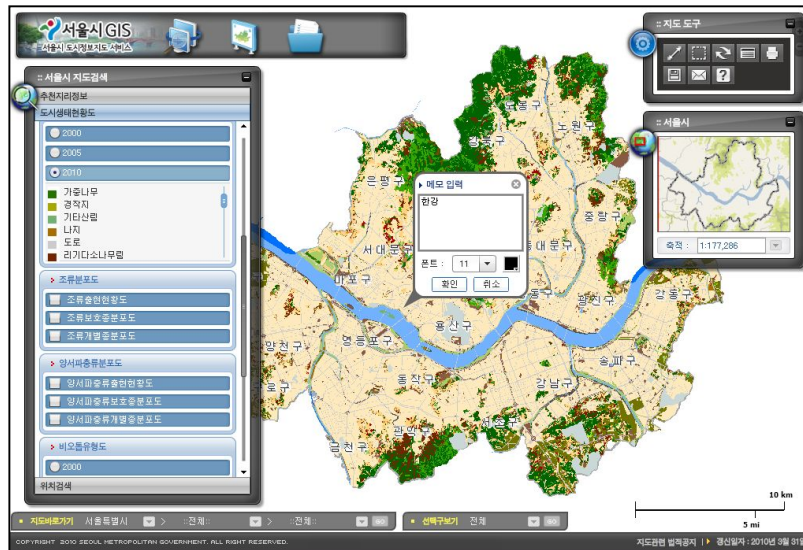 서울시 GIS
서울시 도시정보지도 서비스
:: 서울시 지도검색
추천지리정보
도시생태현황도
2000
2005
2010
가중나무
경작지
기타산림
나지
도로
리기다소나무림
조류분포도
조류출현현황도
조류보호종분포도
조류개별종분포도
양서파충류분포도
양서파충류출현현황도
양서파충류보호종분포도
양서파충류개별종분포도
비오톱유형도
2000
위치검색
도봉구
노원구
강북구
은평구
중랑구
서대문구
동대문구
마포구
광진구
강동구
용산구
영등포구
양천구
송파구
동작구
강남구
서초구
관악구
금천구
메모 입력
한강
폰트 : 11
확인 취소
:: 지도 도구
:: 서울시
축척 : 1:177,286
10 km
5 mi
지도바로가기 서울특별시 > ::전체:: > ::전체:: GO
선택구보기 전체 GO
COPYRIGHT 2010 SEOUL METROPOLITAN GOVERNMENT. ALL RIGHT RESERVED.
지도관련 법적공지 | 갱신일자 : 2010년 3월 31일